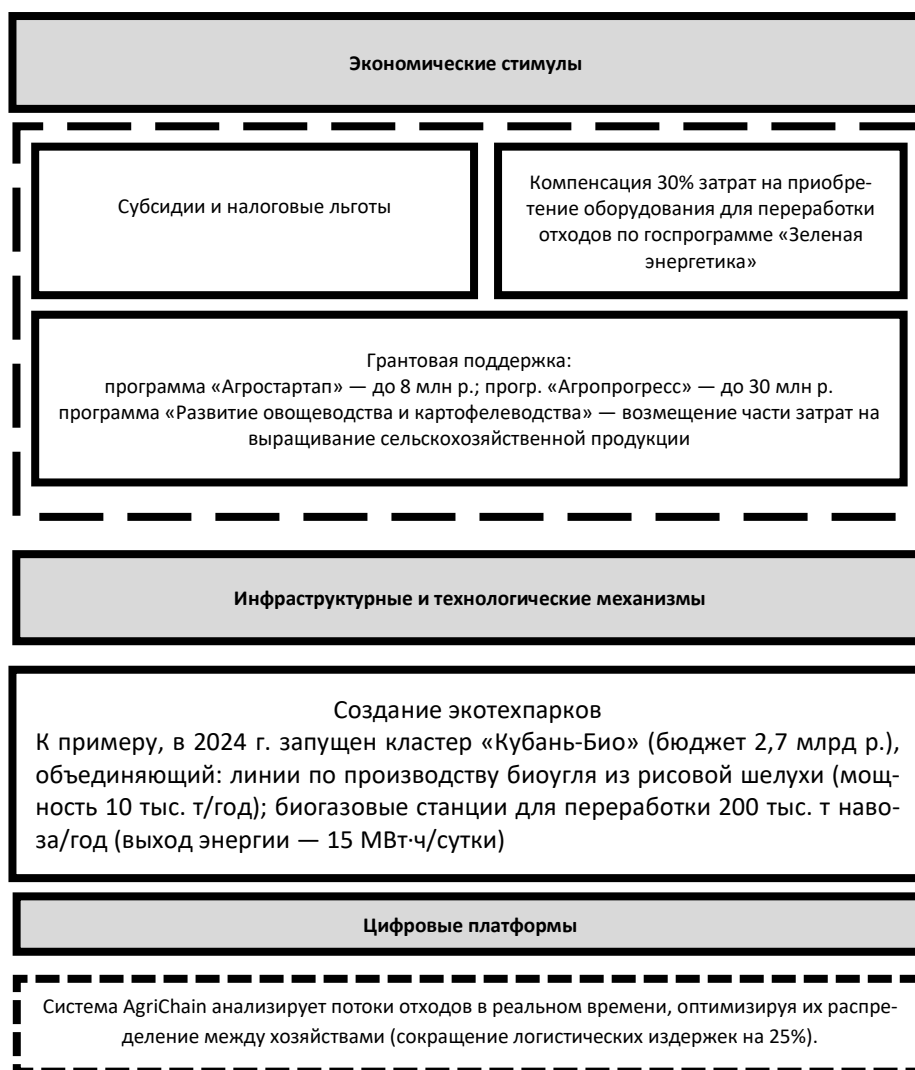 Экономические стимулы
Субсидии и налоговые льготы
Компенсация 30% затрат на приобре-
тение оборудования для переработки
отходов по госпрограмме «Зеленая
энергетика»
Грантовая поддержка:
программа «Агростартап» — до 8 млн р.; прогр. «Агропрогресс» — до 30 млн р.
программа «Развитие овощеводства и картофелеводства» — возмещение части затрат на
выращивание сельскохозяйственной продукции
Инфраструктурные и технологические механизмы
Создание экотехпарков
К примеру, в 2024 г. запущен кластер «Кубань-Био» (бюджет 2,7 млрд р.),
объединяющий: линии по производству биоугля из рисовой шелухи (мощ-
ность 10 тыс. т/год); биогазовые станции для переработки 200 тыс. т наво-
за/год (выход энергии — 15 МВт·ч/сутки)
Цифровые платформы
Система AgriChain анализирует потоки отходов в реальном времени, оптимизируя их распре-
деление между хозяйствами (сокращение логистических издержек на 25%).